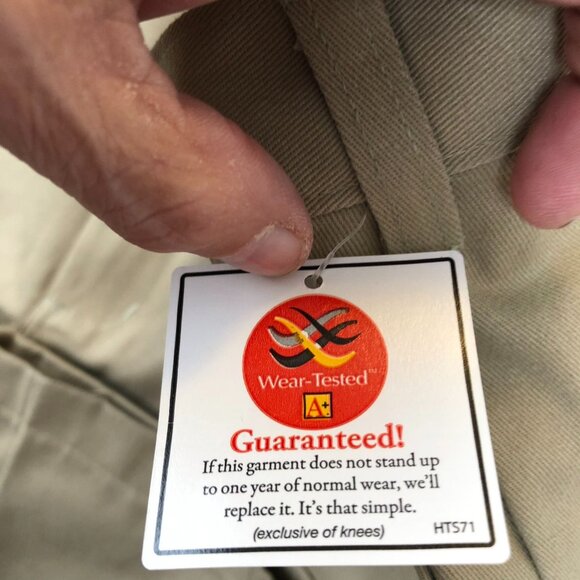 Wear-Tested™
A+
Guaranteed!
If this garment does not stand up
to one year of normal wear, we'll
replace it. It's that simple.
(exclusive of knees)
HTS71